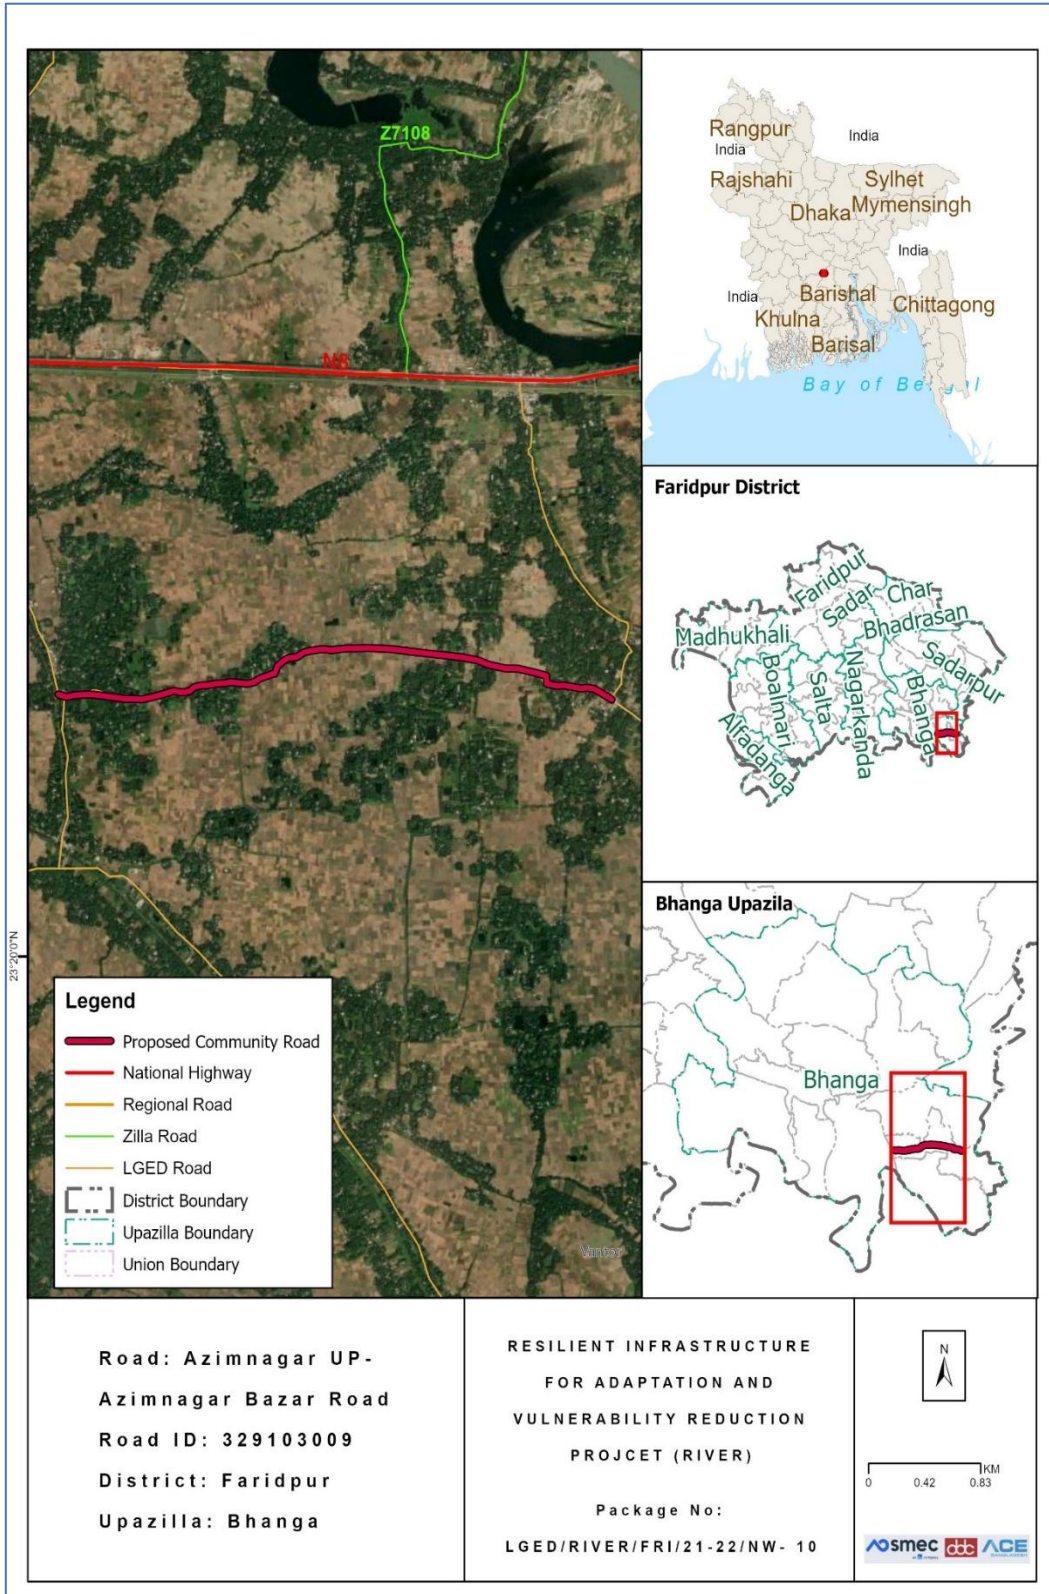 Z7108
N8
23°20'0"N
Legend
Proposed Community Road
National Highway
Regional Road
Zilla Road
LGED Road
District Boundary
Upazilla Boundary
Union Boundary
Rangpur
India
India
Rajshahi
Sylhet
Mymensingh
Dhaka
India
India
Barishal
Khulna
Chittagong
Barisal
Bay of Bengal
Faridpur District
Faridpur
Sadar
Char
Bhadrasan
Madhukhali
Sadarpur
Boalmari
Salta
Nagarkanda
Bhanga
Alfadanga
Bhanga Upazila
Bhanga
Road: Azimnagar UP-
Azimnagar Bazar Road
Road ID: 329103009
District: Faridpur
Upazilla: Bhanga
RESILIENT INFRASTRUCTURE
FOR ADAPTATION AND
VULNERABILITY REDUCTION
PROJCET (RIVER)
Package No:
LGED/RIVER/FRI/21-22/NW- 10
N
KM
0 0.42 0.83
smec
ddc
ACE